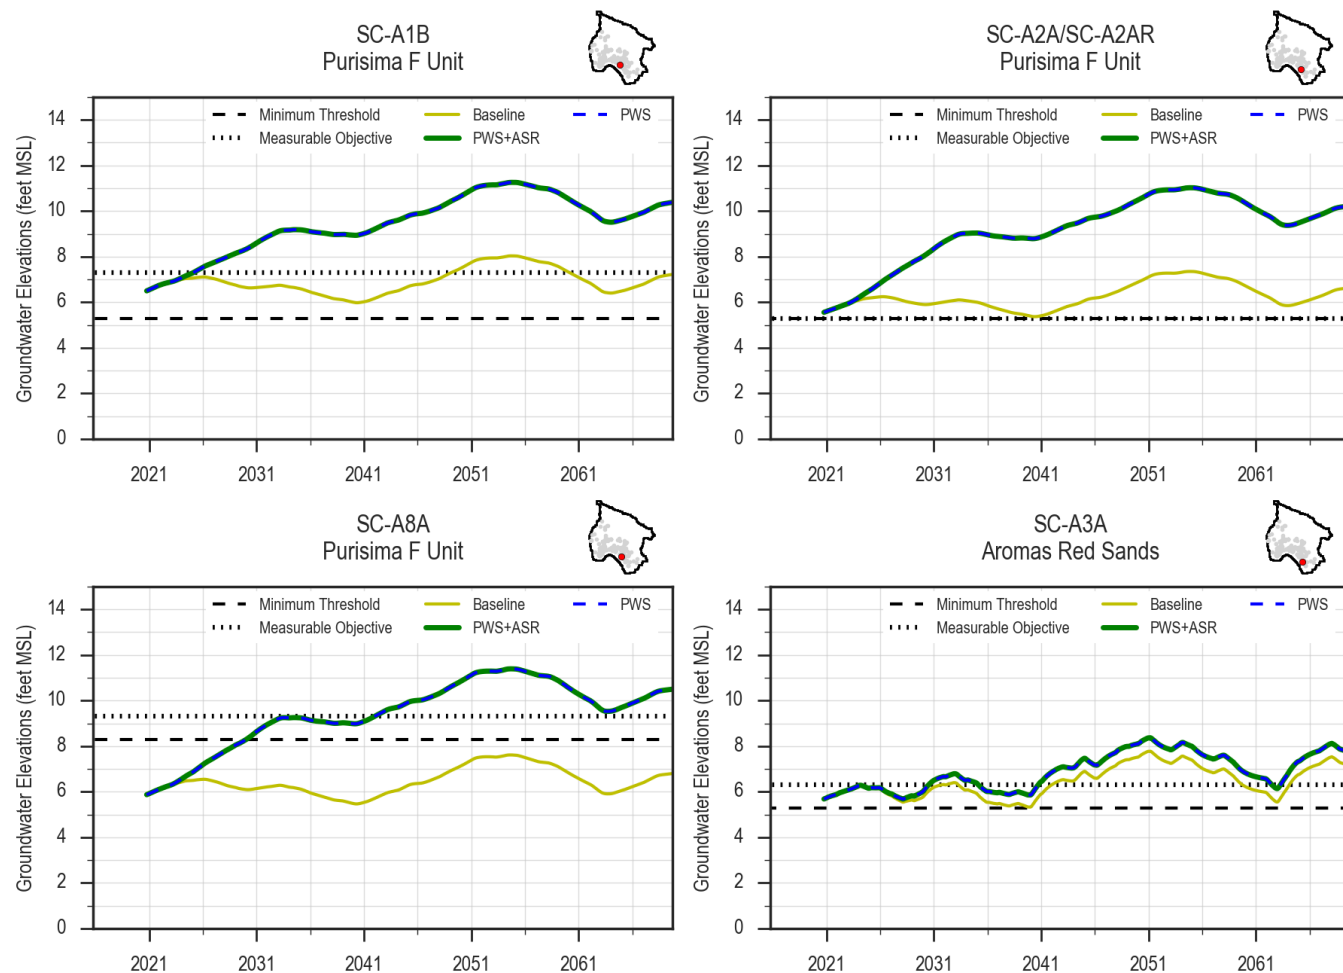 SC-A1B
Purisima F Unit
Groundwater Elevations (feet MSL)
14
12
10
8
6
4
2
0
Minimum Threshold
Measurable Objective
Baseline
PWS+ASR
PWS
2021
2031
2041
2051
2061
SC-A2A/SC-A2AR
Purisima F Unit
Groundwater Elevations (feet MSL)
14
12
10
8
6
4
2
0
Minimum Threshold
Measurable Objective
Baseline
PWS+ASR
PWS
2021
2031
2041
2051
2061
SC-A8A
Purisima F Unit
Groundwater Elevations (feet MSL)
14
12
10
8
6
4
2
0
Minimum Threshold
Measurable Objective
Baseline
PWS+ASR
PWS
2021
2031
2041
2051
2061
SC-A3A
Aromas Red Sands
Groundwater Elevations (feet MSL)
14
12
10
8
6
4
2
0
Minimum Threshold
Measurable Objective
Baseline
PWS+ASR
PWS
2021
2031
2041
2051
2061